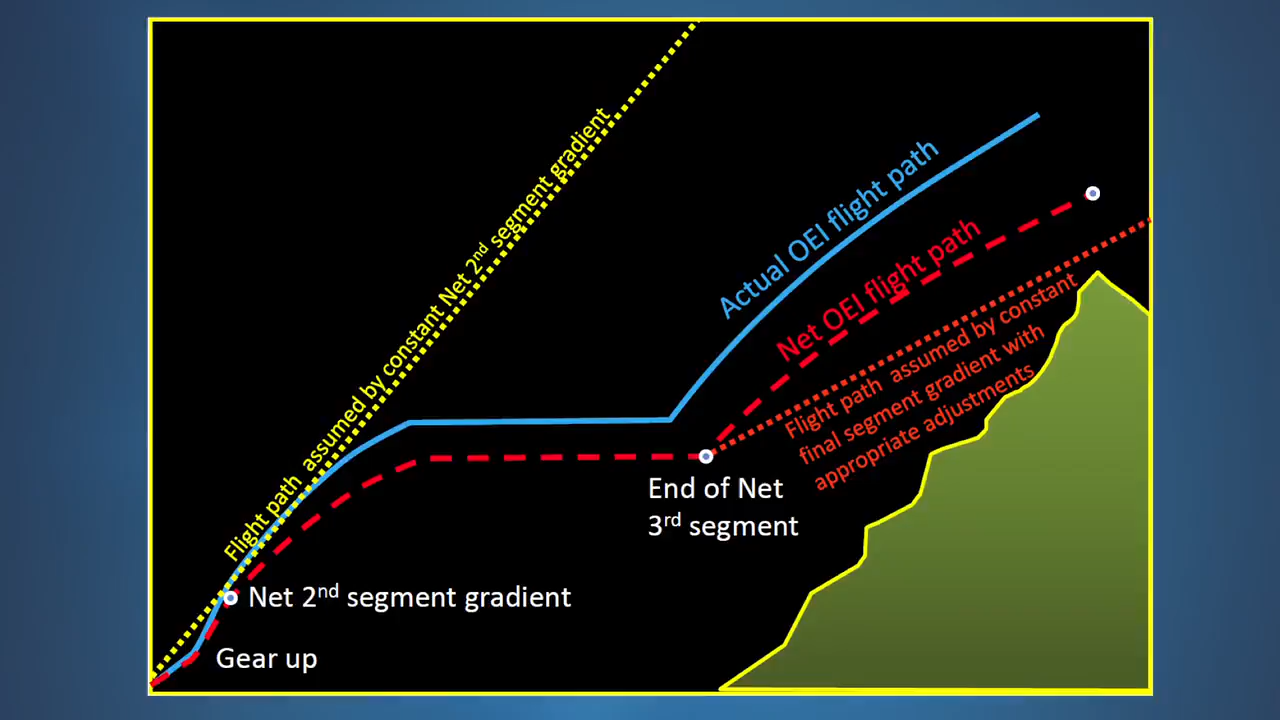 Flight path assumed by constant Net 2nd segment gradient
Actual OEI flight path
Net OEI flight path
Flight path assumed by constant
final segment gradient with
appropriate adjustments
End of Net
3rd segment
Net 2nd segment gradient
Gear up